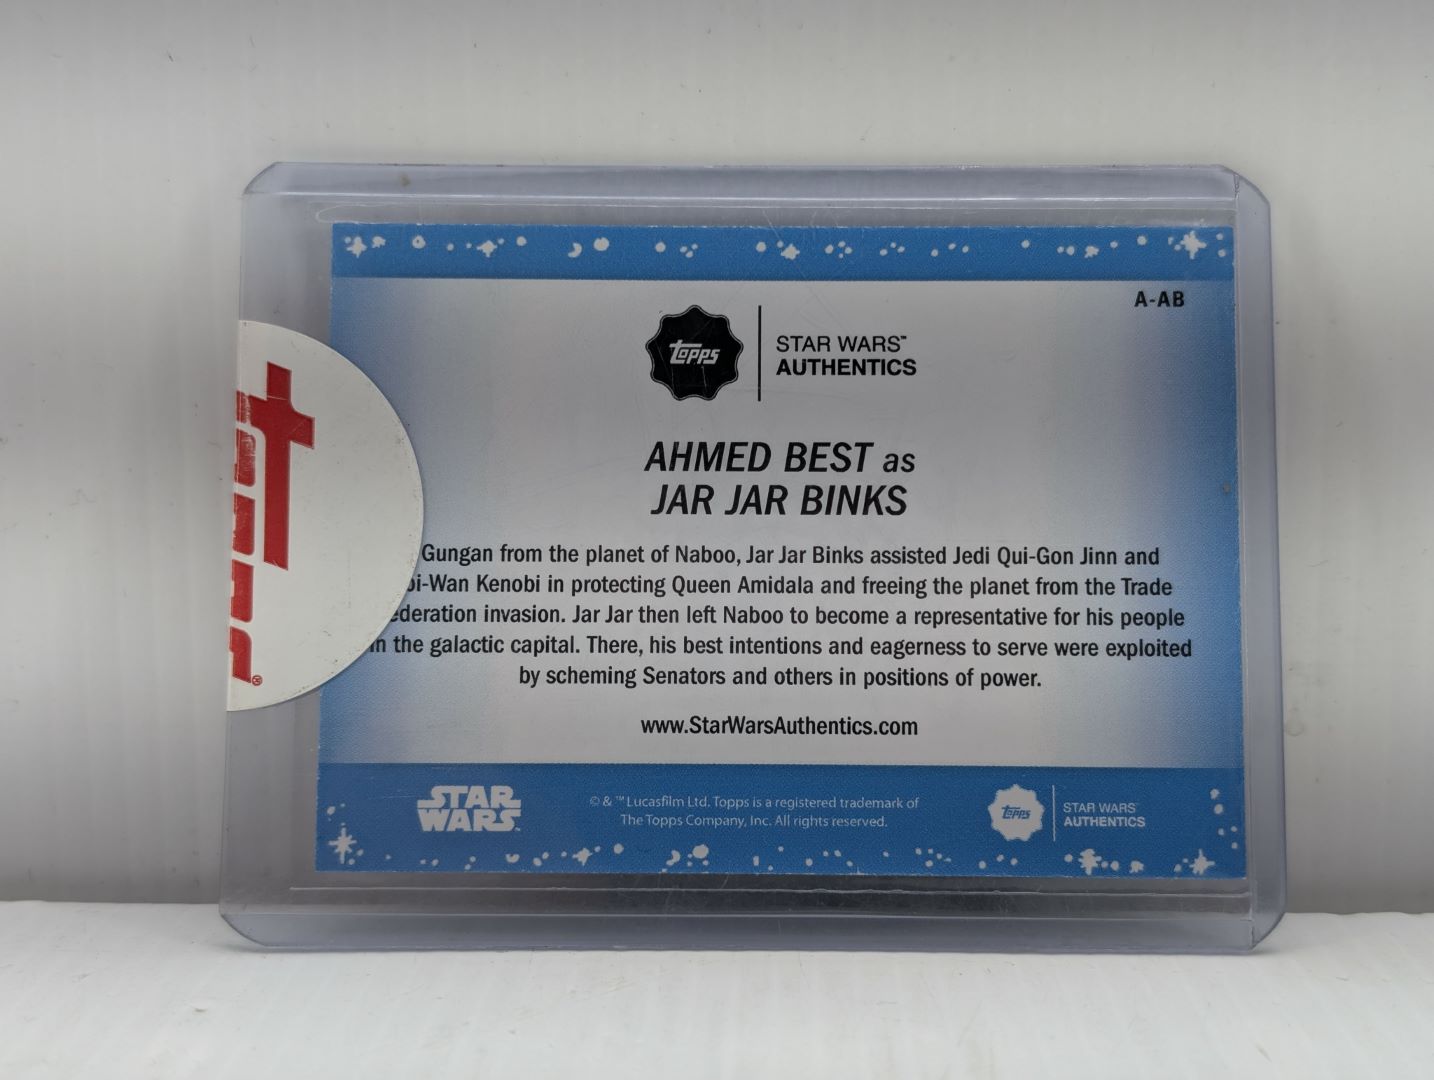 A-AB
topps
STAR WARS™
AUTHENTICS
AHMED BEST as
JAR JAR BINKS
Gungan from the planet of Naboo, Jar Jar Binks assisted Jedi Qui-Gon Jinn and
bi-Wan Kenobi in protecting Queen Amidala and freeing the planet from the Trade
ederation invasion. Jar Jar then left Naboo to become a representative for his people
in the galactic capital. There, his best intentions and eagerness to serve were exploited
by scheming Senators and others in positions of power.
www.StarWarsAuthentics.com
STAR
WARS™
© & ™ Lucasfilm Ltd. Topps is a registered trademark of
The Topps Company, Inc. All rights reserved.
topps
STAR WARS™
AUTHENTICS
®